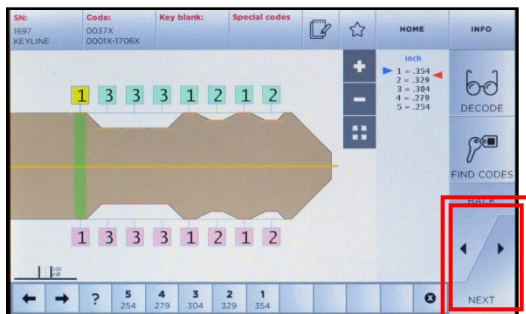 SN:
1697
KEYLINE
Code:
0037X
0001X-1706X
Key blank:
Special codes
HOME
INFO
inch
1 = .354
2 = .329
3 = .304
4 = .279
5 = .254
DECODE
FIND CODES
BACK
NEXT
1 3 3 3 1 2 1 2
1 3 3 3 1 2 1 2
?
5
254
4
279
3
304
2
329
1
354